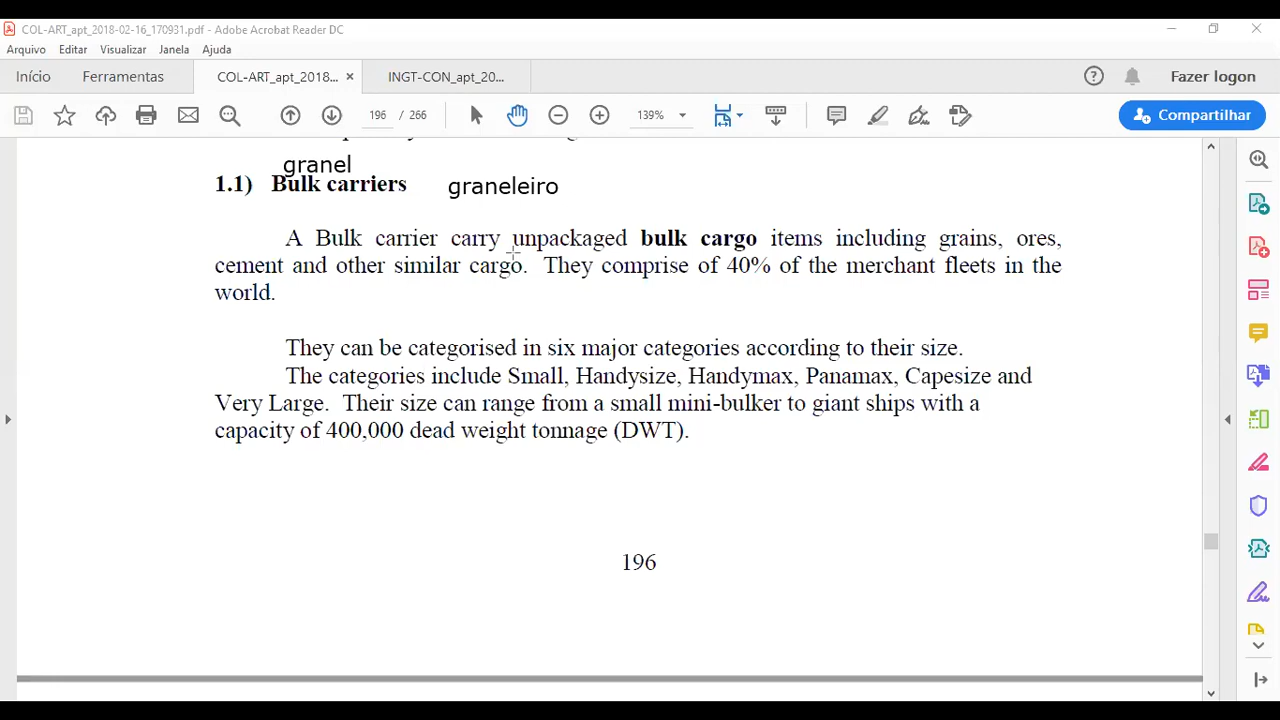 COL-ART_apt_2018-02-16_170931.pdf - Adobe Acrobat Reader DC
Arquivo Editar Visualizar Janela Ajuda
Início Ferramentas COL-ART_apt_2018... × INGT-CON_apt_20... Fazer logon
196 / 266 139% Compartilhar
granel
1.1) Bulk carriers graneleiro
A Bulk carrier carry unpackaged bulk cargo items including grains, ores,
cement and other similar cargo. They comprise of 40% of the merchant fleets in the
world.
They can be categorised in six major categories according to their size.
The categories include Small, Handysize, Handymax, Panamax, Capesize and
Very Large. Their size can range from a small mini-bulker to giant ships with a
capacity of 400,000 dead weight tonnage (DWT).
196